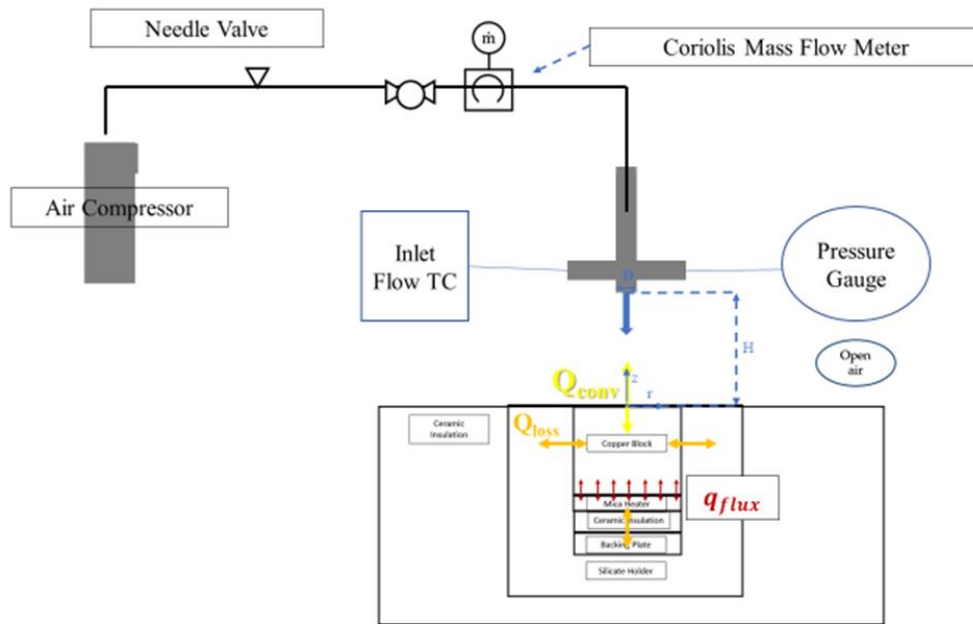 Needle Valve
ṁ
Coriolis Mass Flow Meter
Air Compressor
Inlet
Flow TC
D
Pressure
Gauge
H
Open
air
Q_conv
z
r
Ceramic
Insulation
Q_loss
Copper Block
q_flux
Mica Heater
Ceramic Insulation
Backing Plate
Silicate Holder